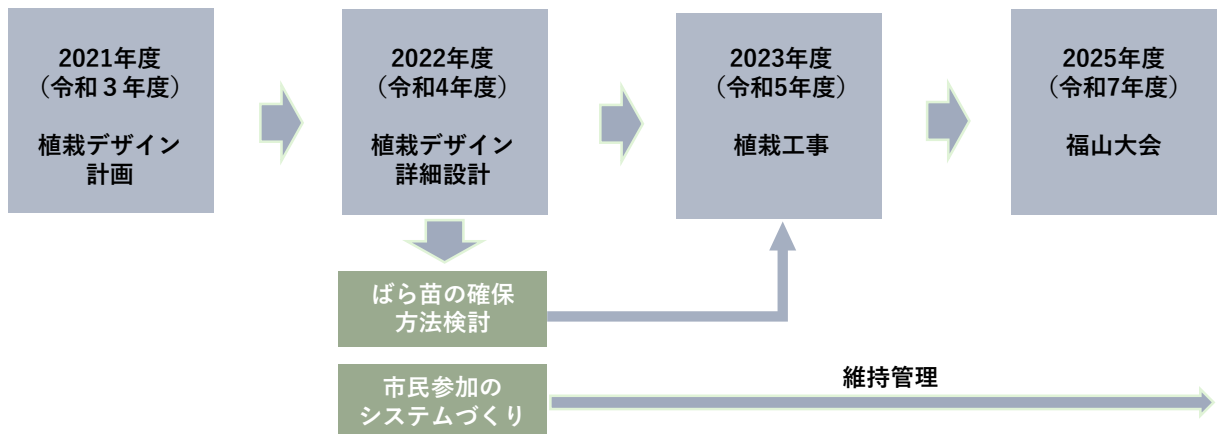 2021年度
（令和３年度）
植栽デザイン
計画
2022年度
（令和4年度）
植栽デザイン
詳細設計
2023年度
（令和5年度）
植栽工事
2025年度
（令和7年度）
福山大会
ばら苗の確保
方法検討
市民参加の
システムづくり
維持管理